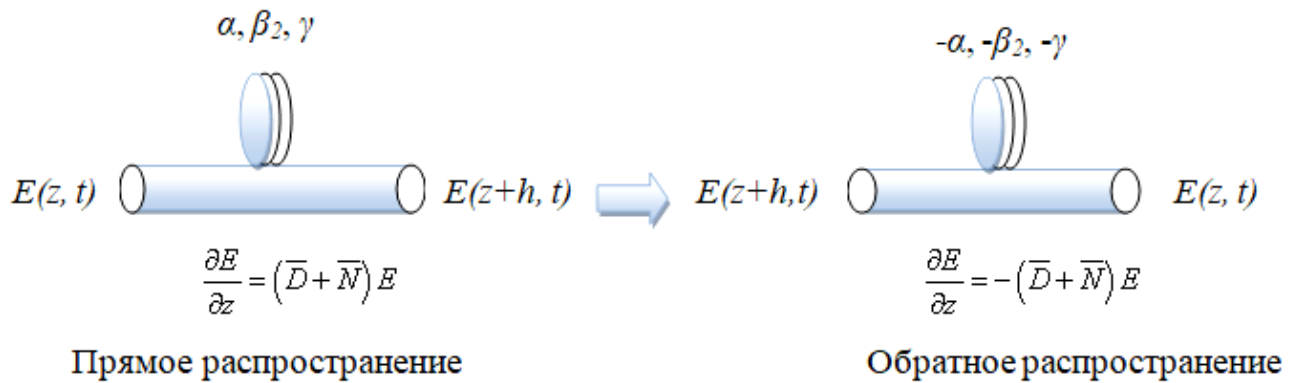 α, β₂, γ
-α, -β₂, -γ
E(z, t)
E(z+h, t)
E(z+h,t)
E(z, t)
∂E/∂z = (D̅ + N̅) E
∂E/∂z = −(D̅ + N̅) E
Прямое распространение
Обратное распространение